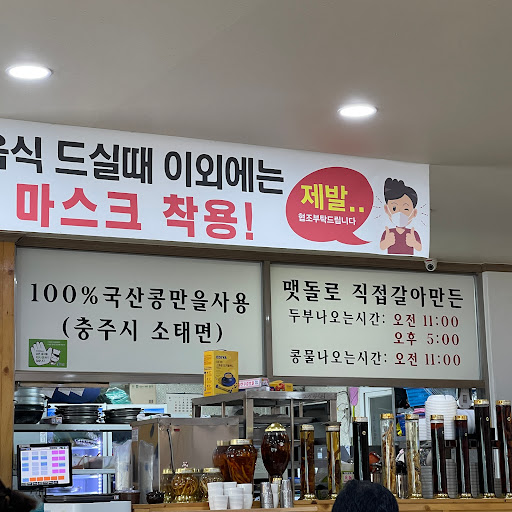 음식 드실때 이외에는
마스크 착용!
제발..
협조부탁드립니다
100%국산콩만을사용
(충주시 소태면)
맷돌로 직접갈아만든
두부나오는시간: 오전 11:00
오후 5:00
콩물나오는시간: 오전 11:00